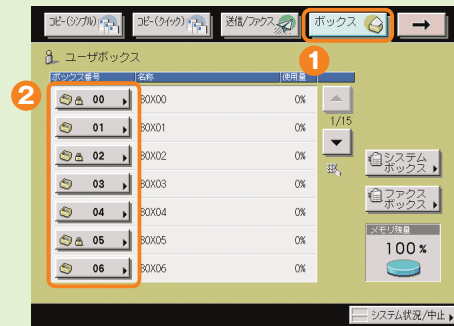 コピー(シンプル) コピー(クイック) 送信/ファクス ボックス →
1
ユーザボックス
2
ボックス番号 名称 使用量
00 BOX00 0%
01 BOX01 0%
1/15
02 BOX02 0%
03 BOX03 0%
04 BOX04 0%
05 BOX05 0%
06 BOX06 0%
システム
ボックス
ファクス
ボックス
メモリ残量
100%
システム状況/中止